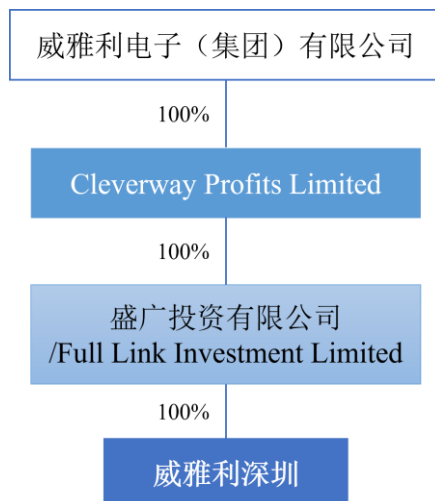 威雅利电子（集团）有限公司
100%
Cleverway Profits Limited
100%
盛广投资有限公司
/Full Link Investment Limited
100%
威雅利深圳